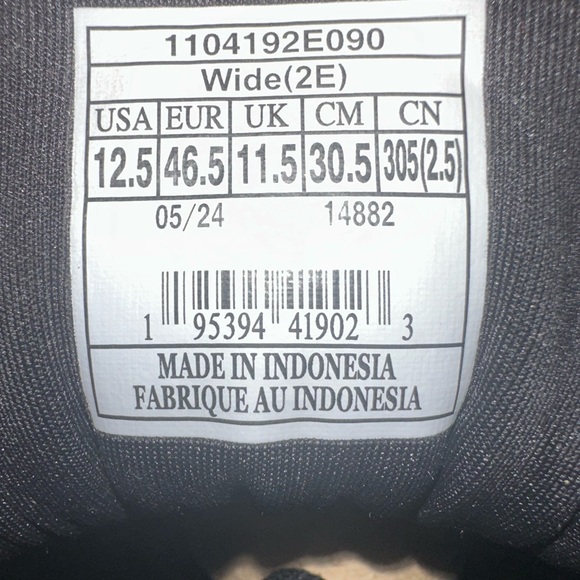 1104192E090
Wide(2E)
USA EUR UK CM CN
12.5 46.5 11.5 30.5 305(2.5)
05/24 14882
1 95394 41902 3
MADE IN INDONESIA
FABRIQUE AU INDONESIA